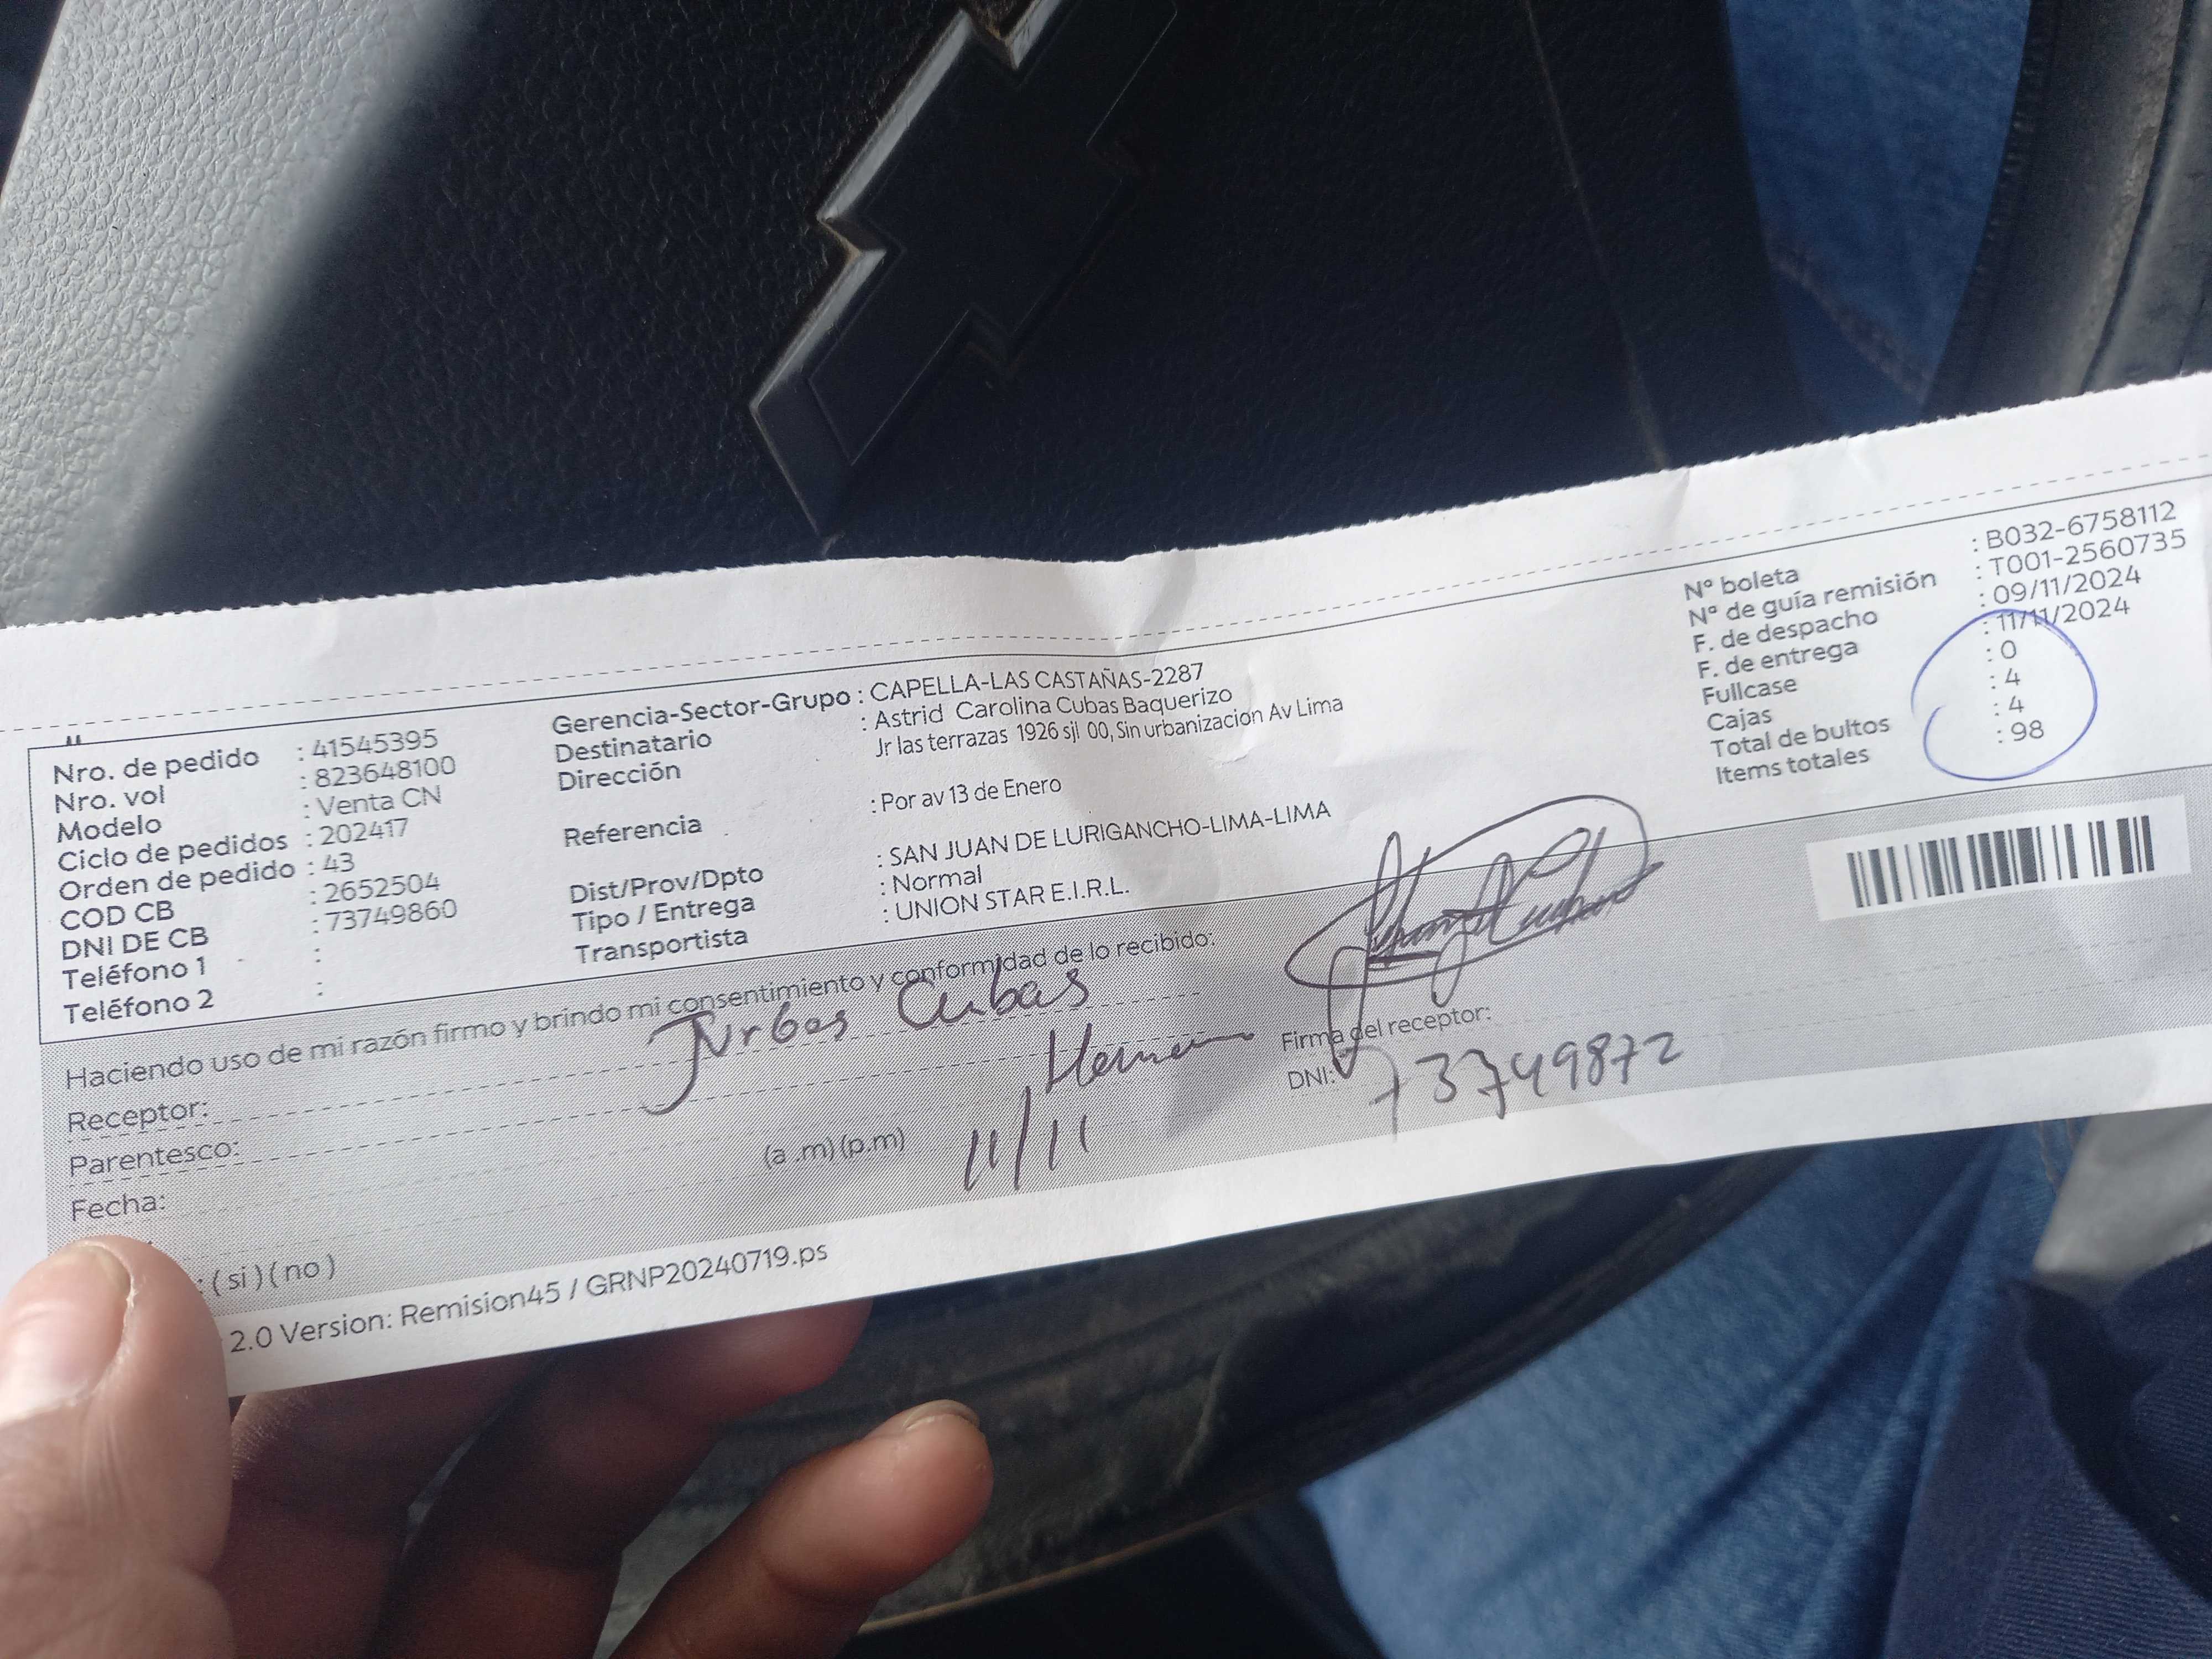 Nro. de pedido : 41545395
Nro. vol : 823648100
Modelo : Venta CN
Ciclo de pedidos : 202417
Orden de pedido : 43
COD CB : 2652504
DNI DE CB : 73749860
Teléfono 1 :
Teléfono 2 :
Gerencia-Sector-Grupo : CAPELLA-LAS CASTAÑAS-2287
Destinatario : Astrid Carolina Cubas Baquerizo
Dirección Jr las terrazas 1926 sjl 00, Sin urbanizacion Av Lima
Referencia : Por av 13 de Enero
Dist/Prov/Dpto : SAN JUAN DE LURIGANCHO-LIMA-LIMA
Tipo / Entrega : Normal
Transportista : UNION STAR E.I.R.L.
N° boleta : B032-6758112
N° de guía remisión : T001-2560735
F. de despacho : 09/11/2024
F. de entrega : 11/11/2024
Fullcase : 0
Cajas : 4
Total de bultos : 4
Items totales : 98
Haciendo uso de mi razón firmo y brindo mi consentimiento y conformidad de lo recibido:
Receptor: Cubas
Parentesco:
Fecha: (a .m) (p.m) 11/11
Firma del receptor:
DNI: 73749872
: ( si ) ( no )
2.0 Version: Remision45 / GRNP20240719.ps